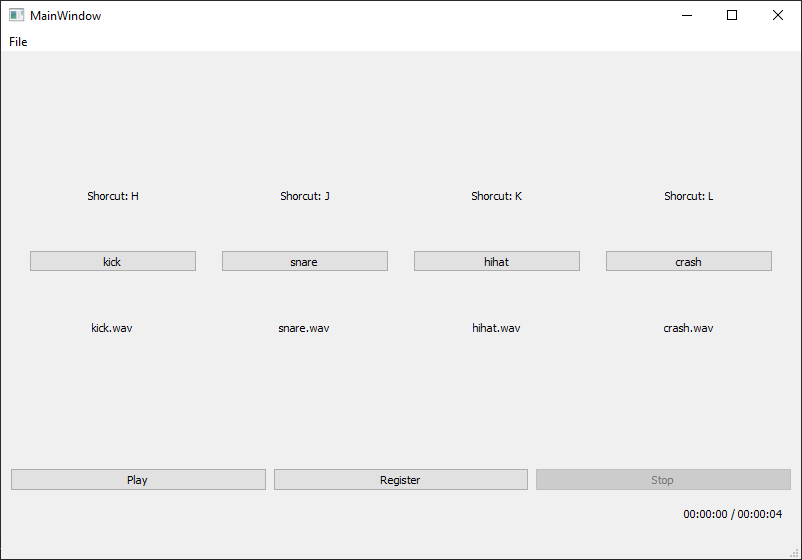 MainWindow
File
Shorcut: H Shorcut: J Shorcut: K Shorcut: L
kick snare hihat crash
kick.wav snare.wav hihat.wav crash.wav
Play Register Stop
00:00:00 / 00:00:04